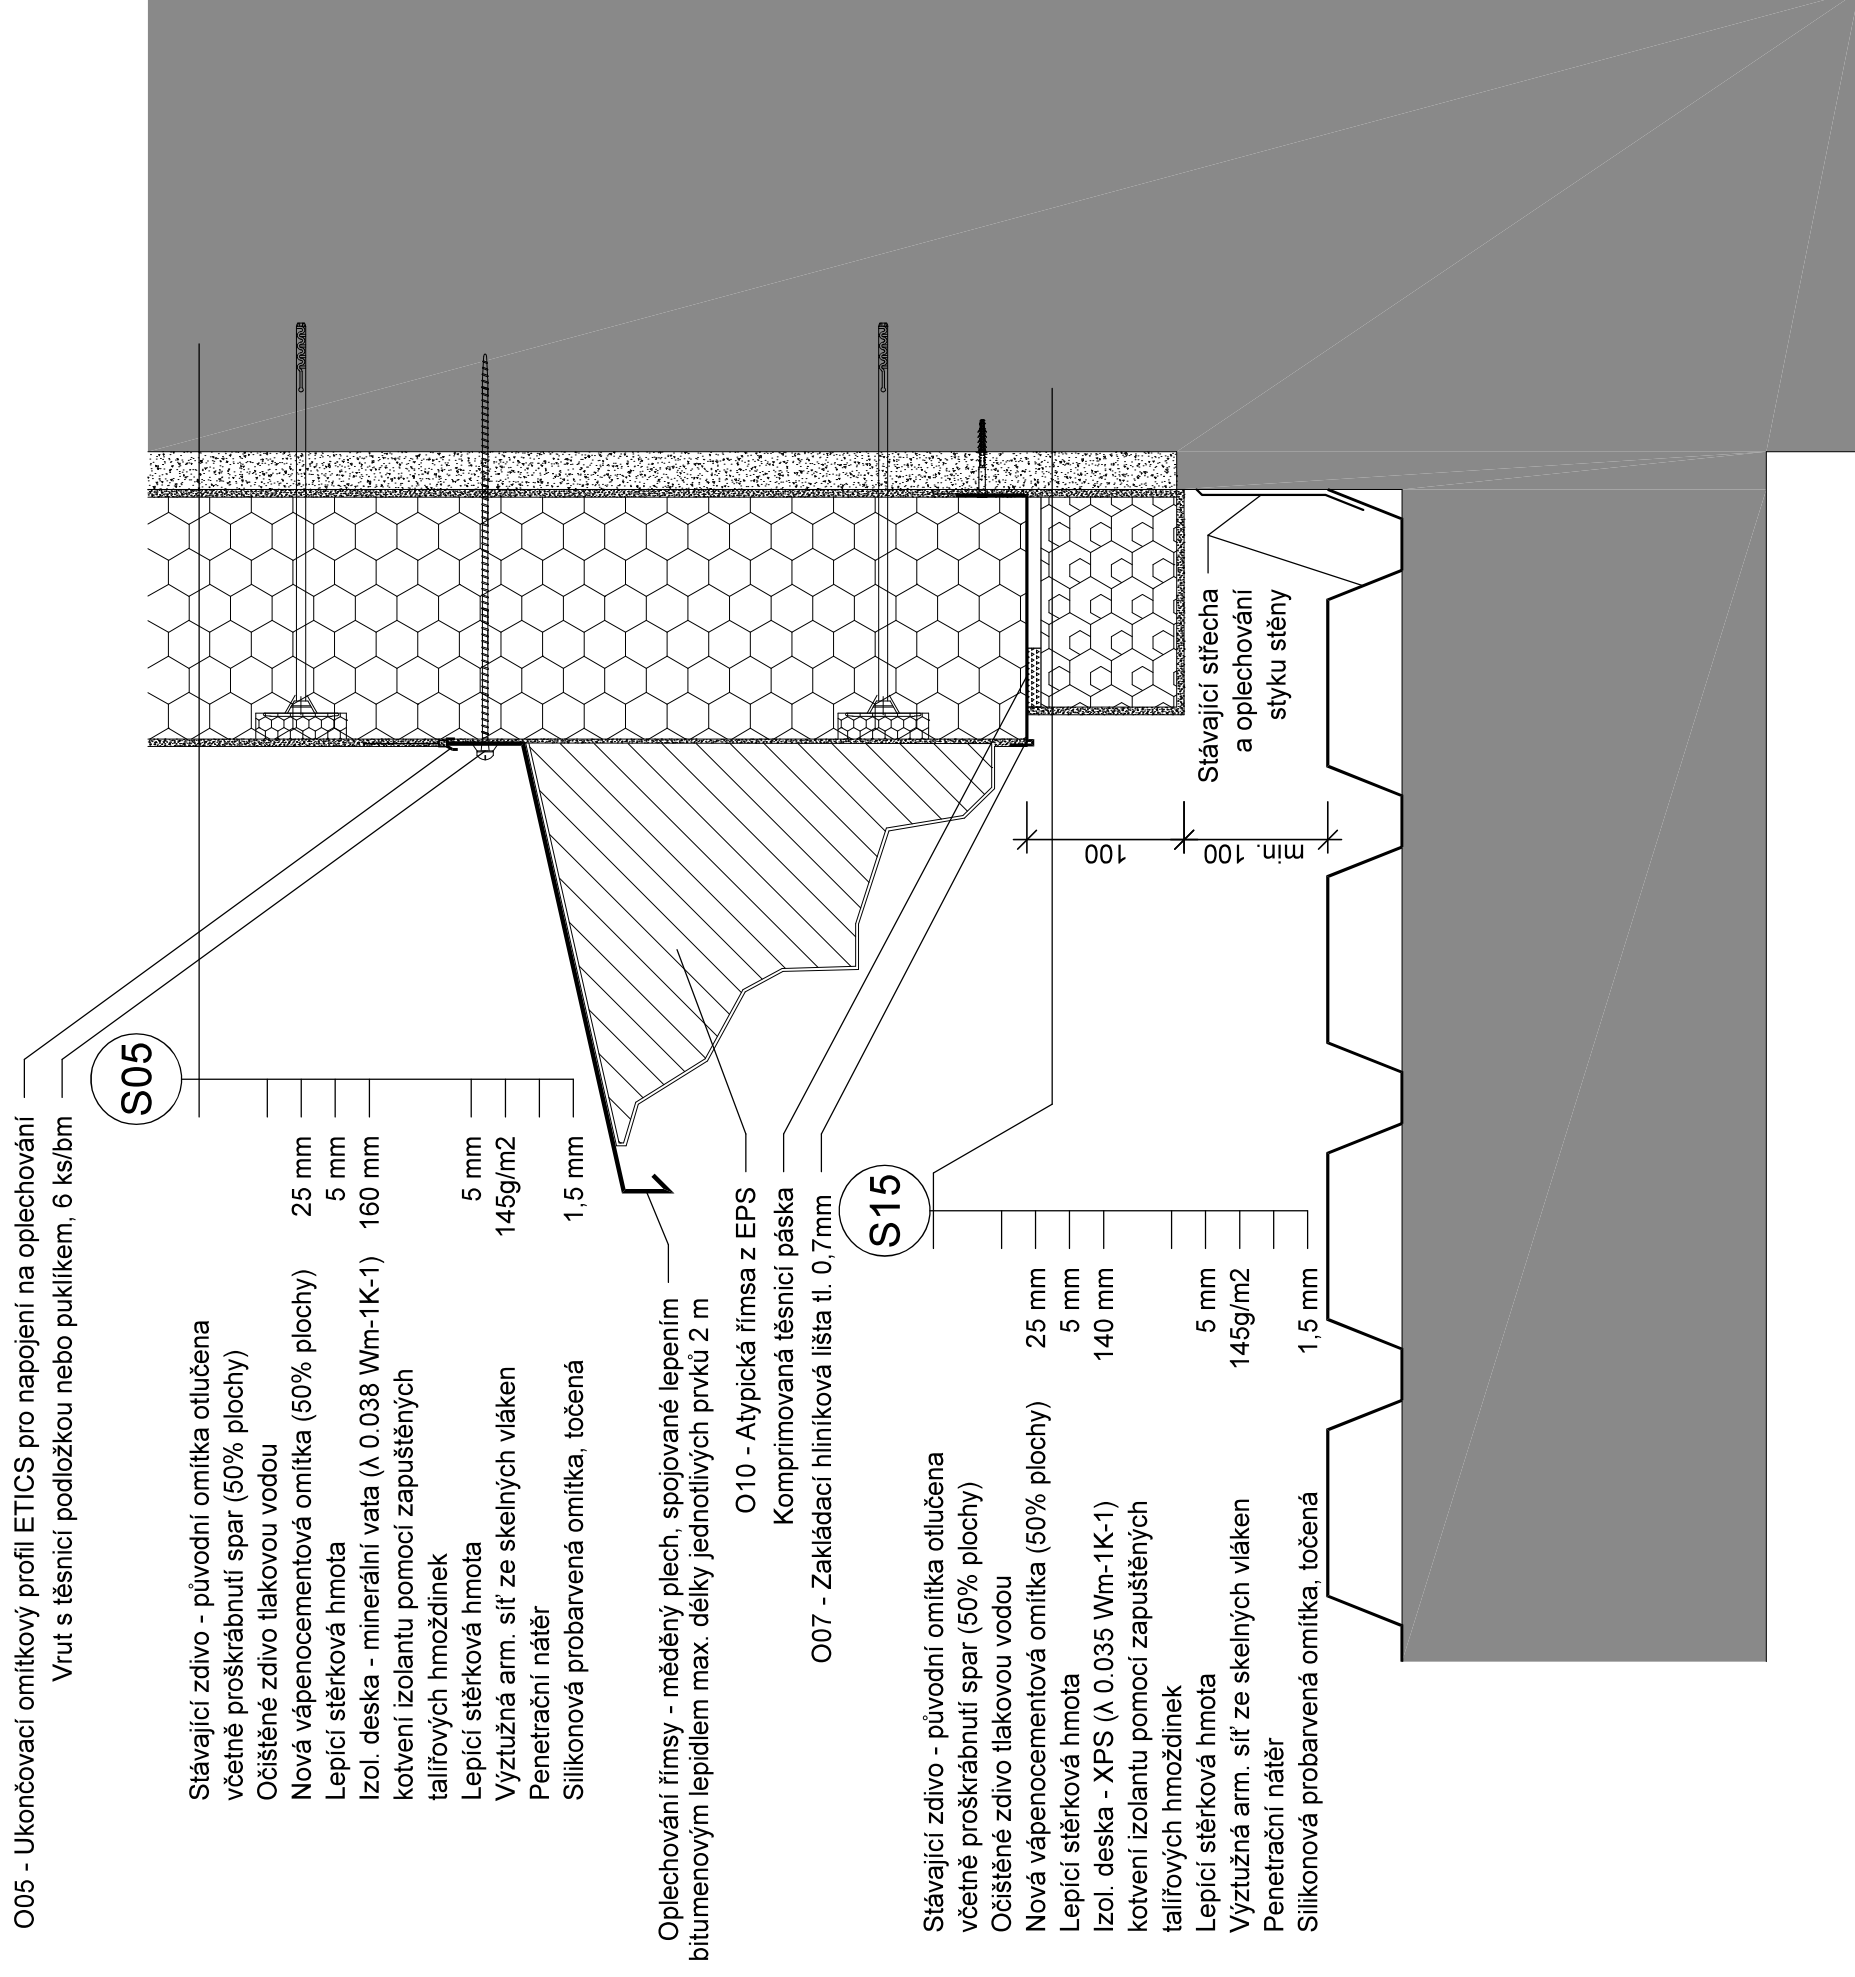 O05 - Ukončovací omítkový profil ETICS pro napojení na oplechování
Vrut s těsnicí podložkou nebo puklíkem, 6 ks/bm
S05
Stávající zdivo - původní omítka otlučena
včetně proškrábnutí spar (50% plochy)
Očištěné zdivo tlakovou vodou
Nová vápenocementová omítka (50% plochy) 25 mm
Lepící stěrková hmota 5 mm
Izol. deska - minerální vata (λ 0.038 Wm-1K-1) 160 mm
kotvení izolantu pomocí zapuštěných
talířových hmoždinek
Lepící stěrková hmota 5 mm
Výztužná arm. síť ze skelných vláken 145g/m2
Penetrační nátěr
Silikonová probarvená omítka, točená 1,5 mm
Oplechování římsy - měděný plech, spojované lepením
bitumenovým lepidlem max. délky jednotlivých prvků 2 m
O10 - Atypická římsa z EPS
Komprimovaná těsnicí páska
O07 - Zakládací hliníková lišta tl. 0,7mm
S15
Stávající zdivo - původní omítka otlučena
včetně proškrábnutí spar (50% plochy)
Očištěné zdivo tlakovou vodou
Nová vápenocementová omítka (50% plochy) 25 mm
Lepící stěrková hmota 5 mm
Izol. deska - XPS (λ 0.035 Wm-1K-1) 140 mm
kotvení izolantu pomocí zapuštěných
talířových hmoždinek
Lepící stěrková hmota 5 mm
Výztužná arm. síť ze skelných vláken 145g/m2
Penetrační nátěr
Silikonová probarvená omítka, točená 1,5 mm
100
min. 100
Stávající střecha
a oplechování
styku stěny